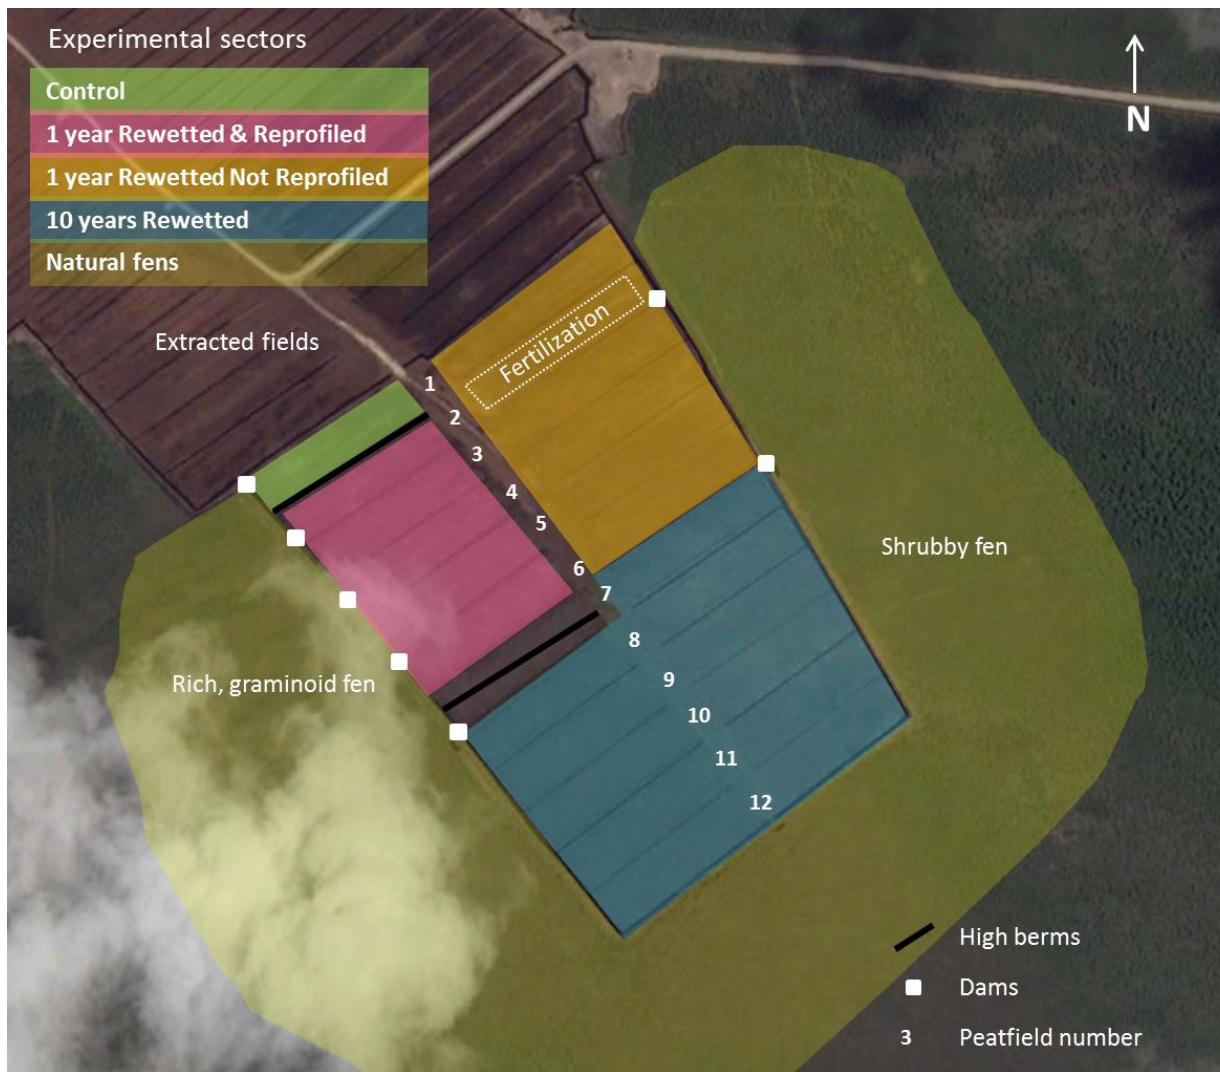 Experimental sectors
Control
1 year Rewetted & Reprofiled
1 year Rewetted Not Reprofiled
10 years Rewetted
Natural fens
N
Extracted fields
Fertilization
1
2
3
4
5
6
7
8
9
10
11
12
Shrubby fen
Rich, graminoid fen
High berms
Dams
3 Peatfield number